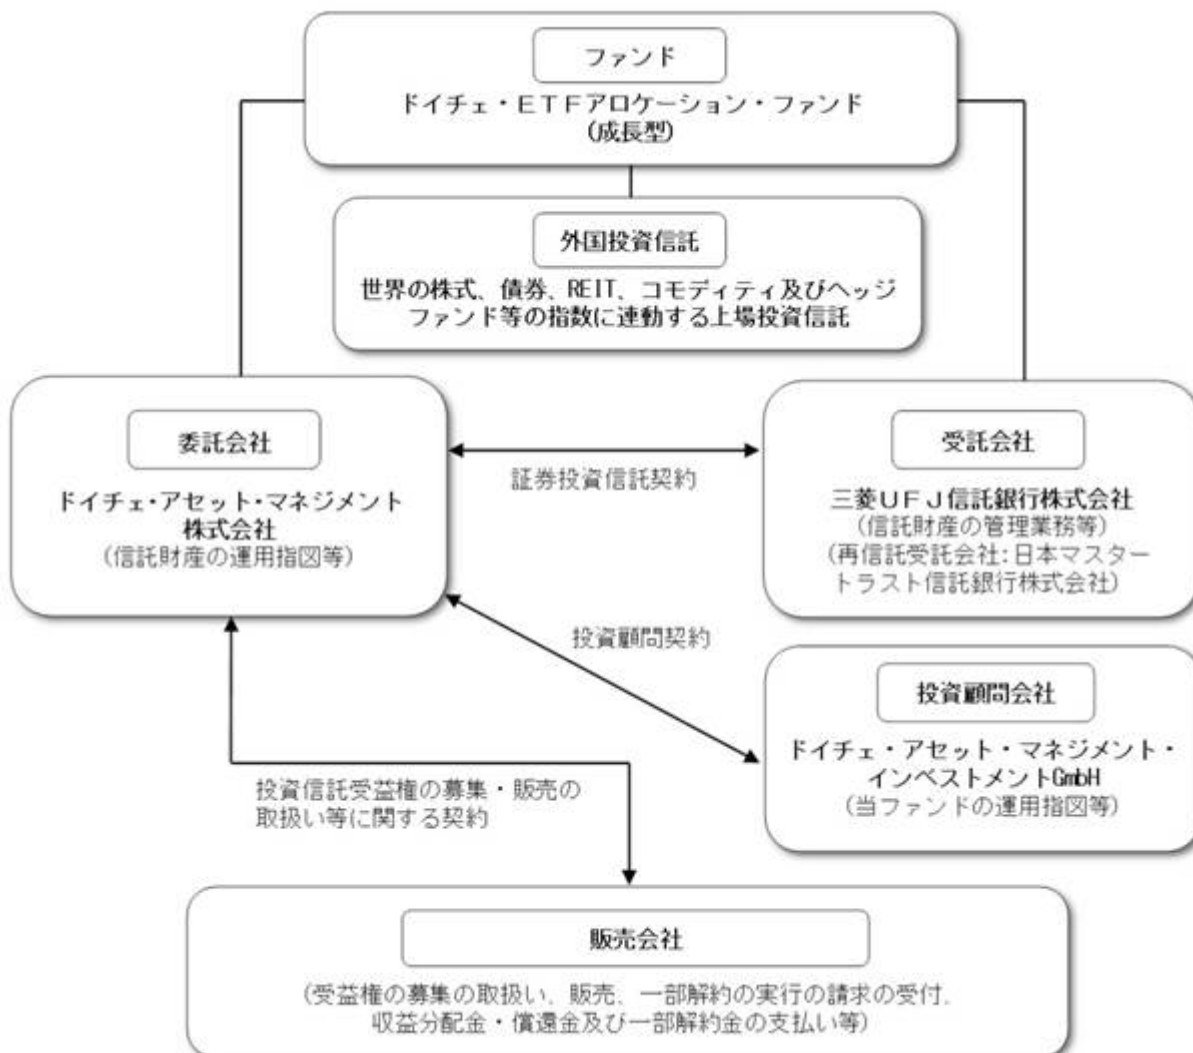 ファンド
ドイチェ・ＥＴＦアロケーション・ファンド
(成長型)
外国投資信託
世界の株式、債券、REIT、コモディティ及びヘッジ
ファンド等の指数に連動する上場投資信託
委託会社
ドイチェ・アセット・マネジメント
株式会社
(信託財産の運用指図等)
証券投資信託契約
受託会社
三菱ＵＦＪ信託銀行株式会社
(信託財産の管理業務等)
(再信託受託会社:日本マスター
トラスト信託銀行株式会社)
投資顧問契約
投資顧問会社
ドイチェ・アセット・マネジメント・
インベストメントGmbH
(当ファンドの運用指図等)
投資信託受益権の募集・販売の
取扱い等に関する契約
販売会社
(受益権の募集の取扱い、販売、一部解約の実行の請求の受付、
収益分配金・償還金及び一部解約金の支払い等)